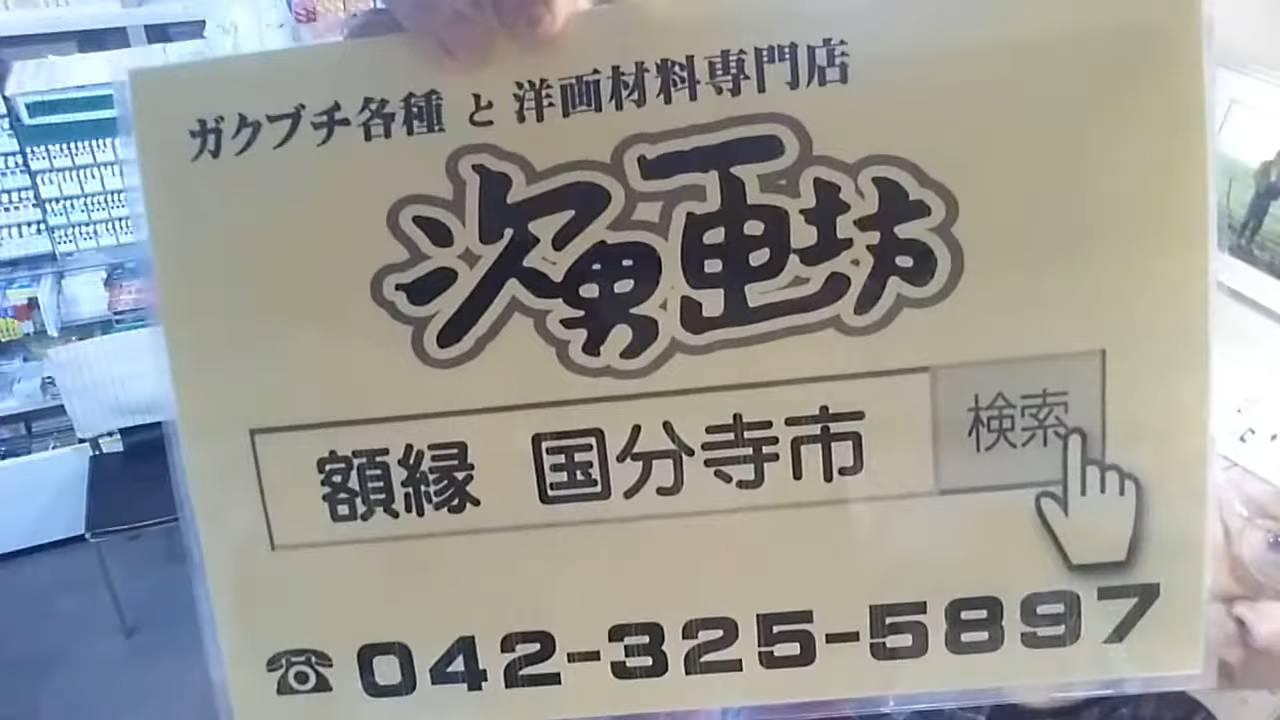 ガクブチ各種 と 洋画材料専門店
次男画坊
額縁 国分寺市 検索
☎042-325-5897